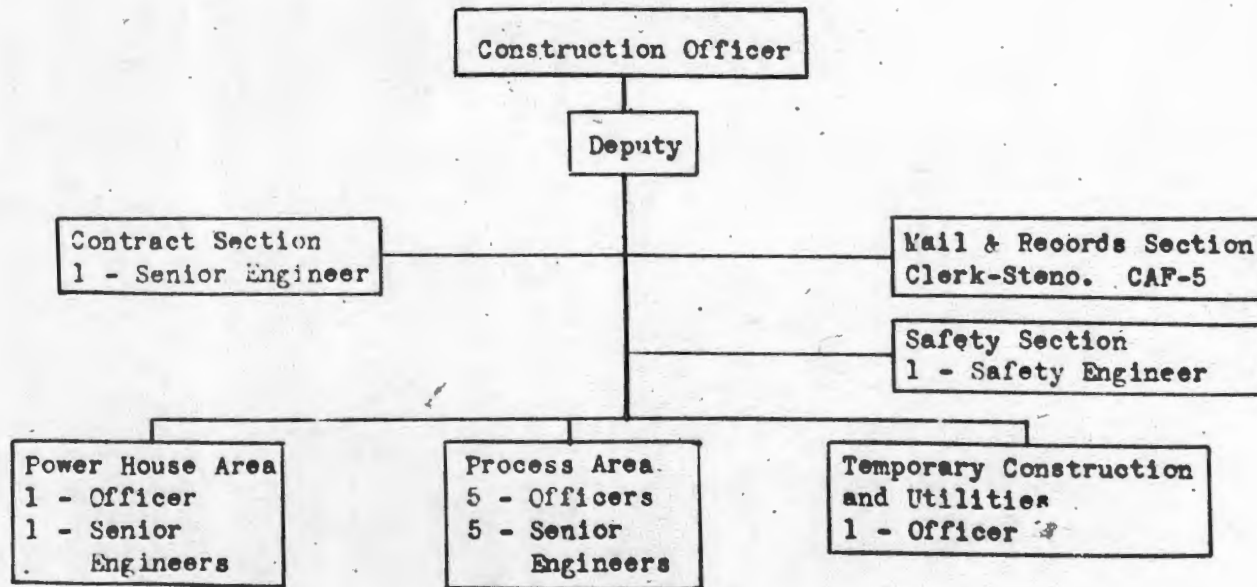 Construction Officer
Deputy
Contract Section
1 - Senior Engineer
Mail & Records Section
Clerk-Steno. CAF-5
Safety Section
1 - Safety Engineer
Power House Area
1 - Officer
1 - Senior
Engineers
Process Area
5 - Officers
5 - Senior
Engineers
Temporary Construction
and Utilities
1 - Officer